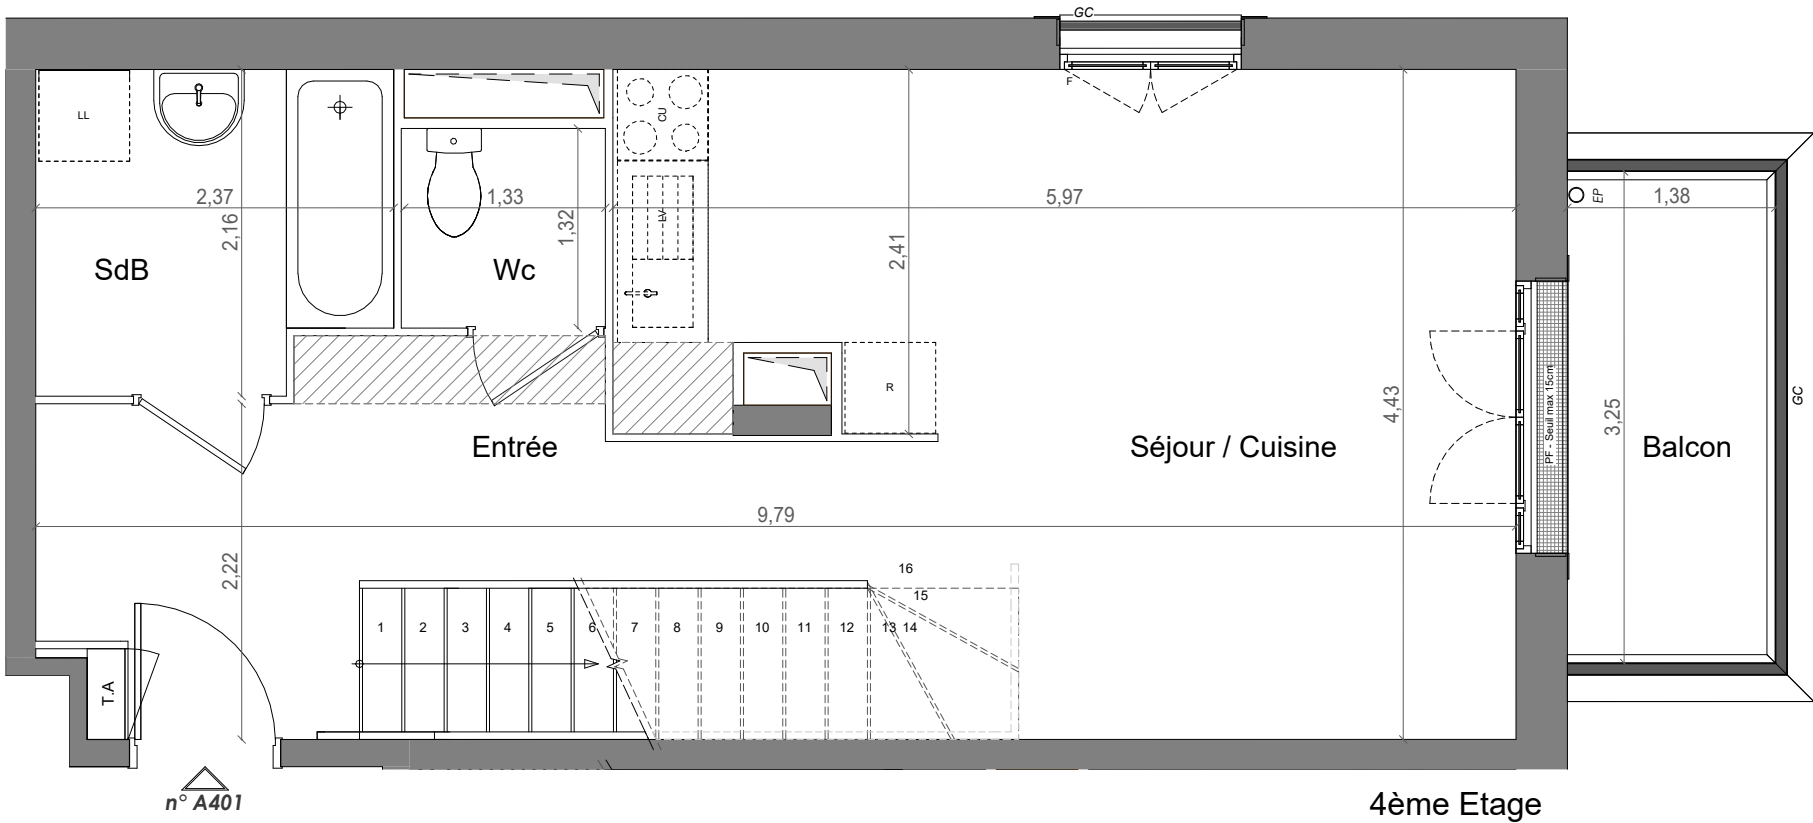 GC
F
LL
CU
2,37
1,33
5,97
EP
1,38
2,16
1,32
LV
2,41
SdB
Wc
R
4,43
PF - Seuil max 15cm
3,25
GC
Entrée
Séjour / Cuisine
Balcon
9,79
2,22
16
15
1 2 3 4 5 6 7 8 9 10 11 12 13 14
T.A
n° A401
4ème Etage